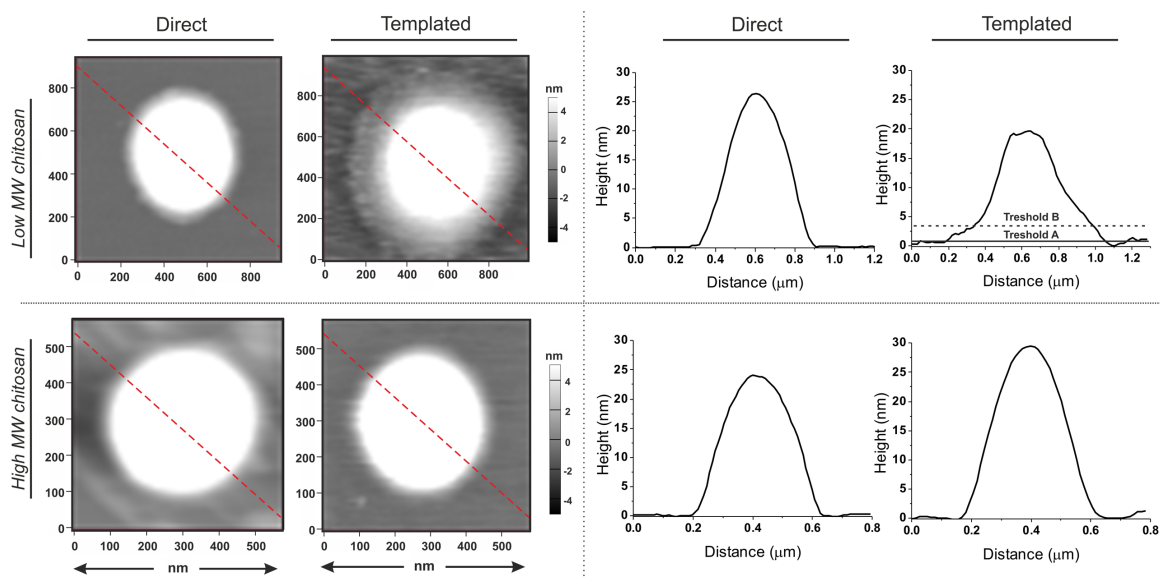 Direct
Templated
Direct
Templated
Low MW chitosan
800
600
400
200
0
0 200 400 600 800
800
600
400
200
0
0 200 400 600 800
nm
4
2
0
-2
-4
Height (nm)
30
25
20
15
10
5
0
0.0 0.2 0.4 0.6 0.8 1.0 1.2
Distance (μm)
Height (nm)
30
25
20
15
10
5
0
Treshold B
Treshold A
0.0 0.2 0.4 0.6 0.8 1.0 1.2
Distance (μm)
High MW chitosan
500
400
300
200
100
0
0 100 200 300 400 500
nm
500
400
300
200
100
0
0 100 200 300 400 500
nm
nm
4
2
0
-2
-4
Height (nm)
30
25
20
15
10
5
0
0.0 0.2 0.4 0.6 0.8
Distance (μm)
Height (nm)
30
25
20
15
10
5
0
0.0 0.2 0.4 0.6 0.8
Distance (μm)